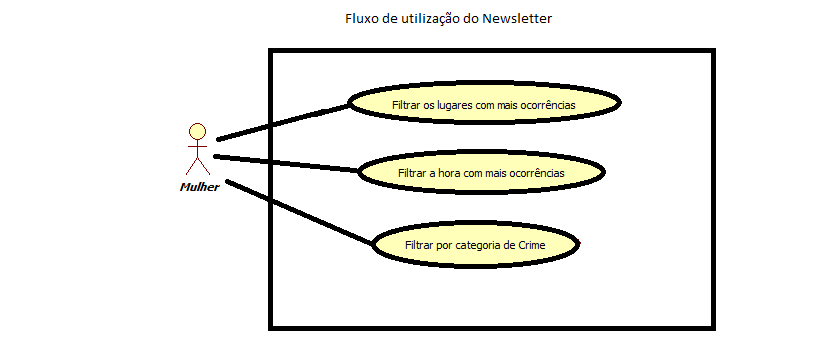 Fluxo de utilização do Newsletter
Filtrar os lugares com mais ocorrências
Filtrar a hora com mais ocorrências
Mulher
Filtrar por categoria de Crime